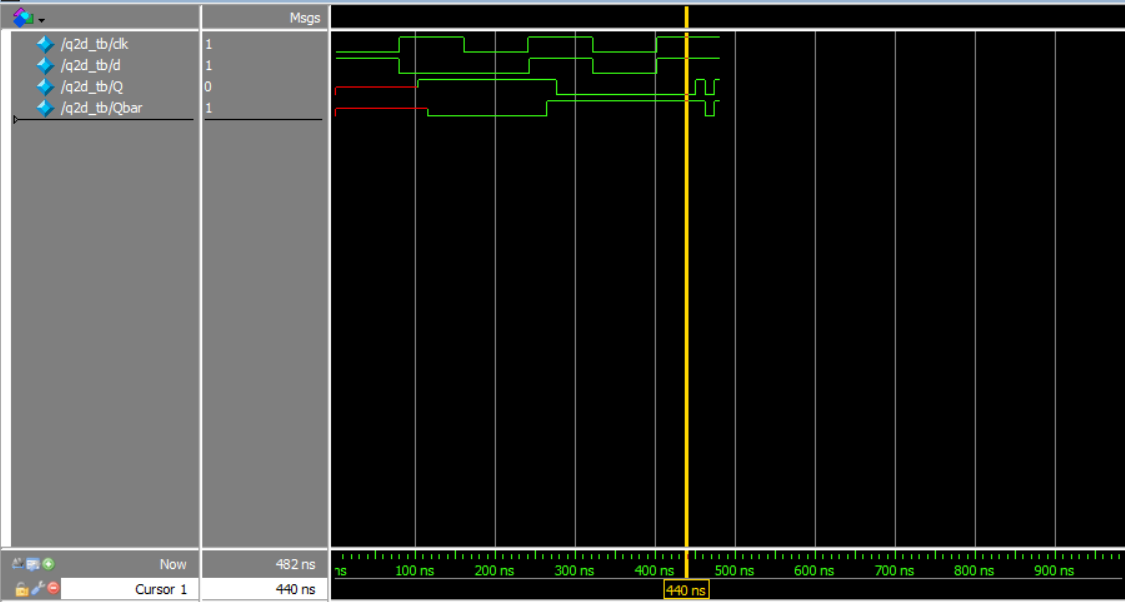 Msgs
/q2d_tb/clk 1
/q2d_tb/d 1
/q2d_tb/Q 0
/q2d_tb/Qbar 1
Now 482 ns
ns 100 ns 200 ns 300 ns 400 ns 500 ns 600 ns 700 ns 800 ns 900 ns
Cursor 1 440 ns
440 ns